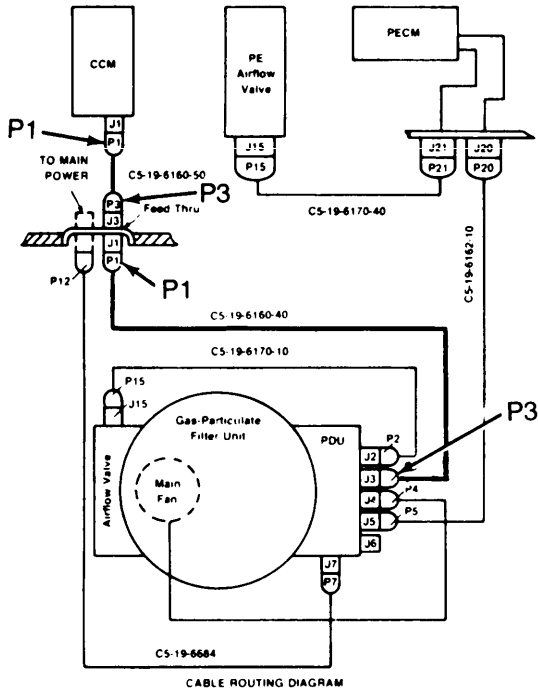 CCM
PE
Airflow
Valve
PECM
J1
P1
P1
J15
P15
J21
P21
J20
P20
TO MAIN
POWER
C5-19-6160-50
P3
P3
J3
Feed Thru
C5-19-6170-40
J1
P1
P12
P1
C5-19-6162-10
C5-19-6160-40
C5-19-6170-10
P15
J15
Gas-Particulate
Filter Unit
PDU
P2
P3
J2
J3
Airflow Valve
Main
Fan
J4
P4
J5
P5
J6
J7
P7
C5-19-6684
CABLE ROUTING DIAGRAM